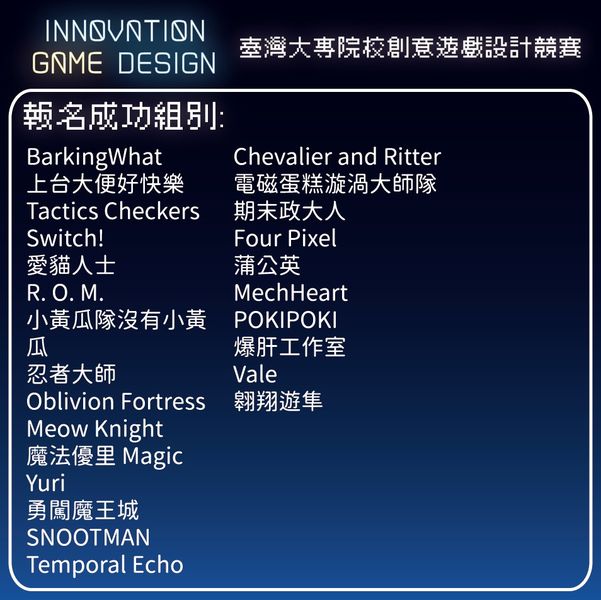 INNOVATION
GAME DESIGN
臺灣大專院校創意遊戲設計競賽
報名成功組別:
BarkingWhat
上台大便好快樂
Tactics Checkers
Switch!
愛貓人士
R. O. M.
小黃瓜隊沒有小黃
瓜
忍者大師
Oblivion Fortress
Meow Knight
魔法優里 Magic
Yuri
勇闖魔王城
SNOOTMAN
Temporal Echo
Chevalier and Ritter
電磁蛋糕漩渦大師隊
期末政大人
Four Pixel
蒲公英
MechHeart
POKIPOKI
爆肝工作室
Vale
翱翔遊隼